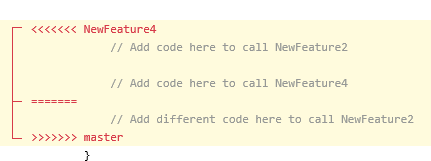 <<<<<<< NewFeature4
// Add code here to call NewFeature2
// Add code here to call NewFeature4
=======
// Add different code here to call NewFeature2
>>>>>>> master
}